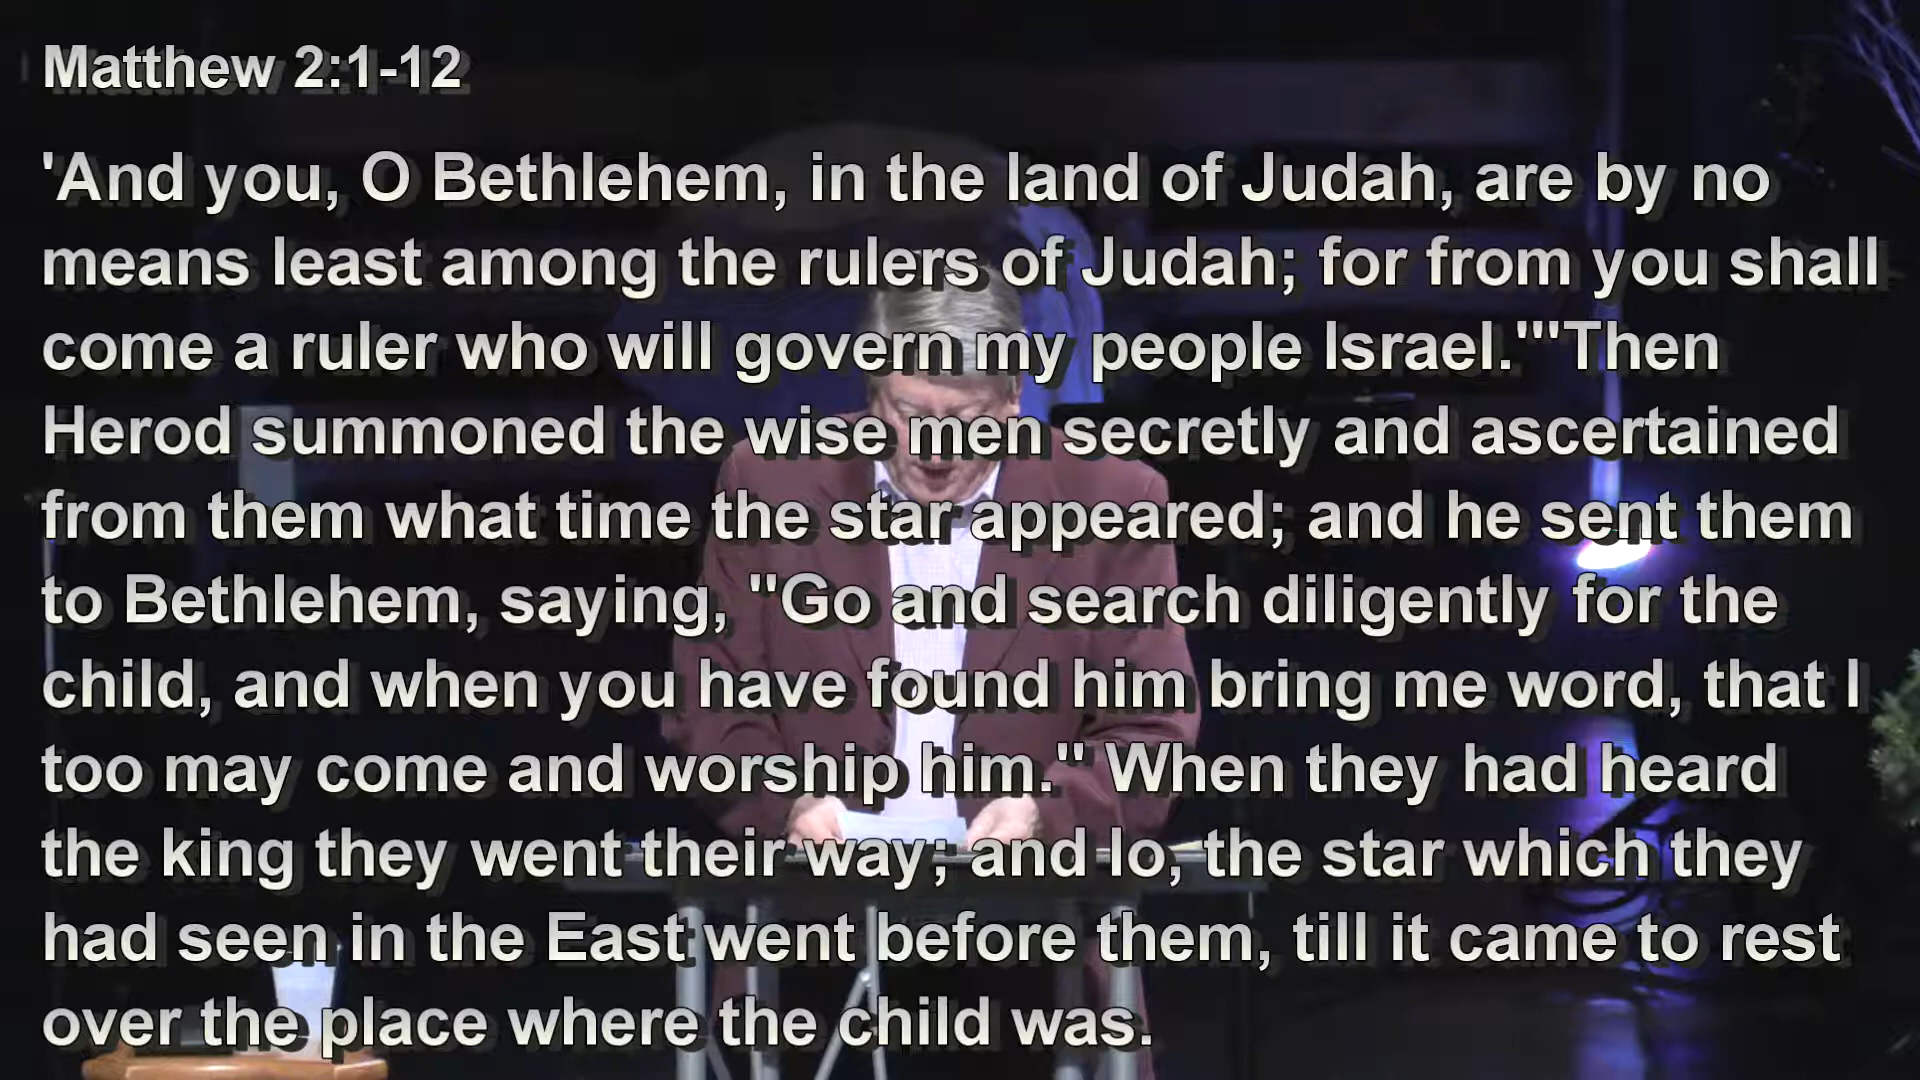 Matthew 2:1-12
'And you, O Bethlehem, in the land of Judah, are by no
means least among the rulers of Judah; for from you shall
come a ruler who will govern my people Israel.'"Then
Herod summoned the wise men secretly and ascertained
from them what time the star appeared; and he sent them
to Bethlehem, saying, "Go and search diligently for the
child, and when you have found him bring me word, that I
too may come and worship him." When they had heard
the king they went their way; and lo, the star which they
had seen in the East went before them, till it came to rest
over the place where the child was.